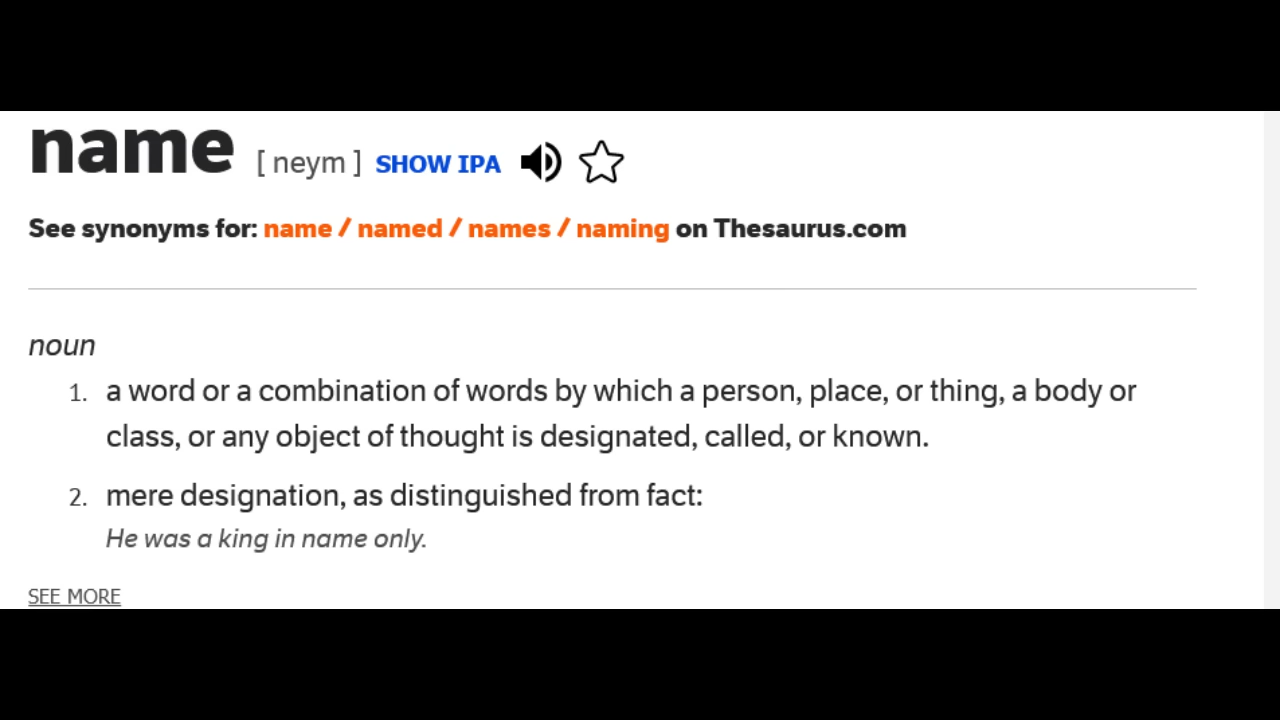 name [ neym ] SHOW IPA
See synonyms for: name / named / names / naming on Thesaurus.com
noun
1. a word or a combination of words by which a person, place, or thing, a body or
class, or any object of thought is designated, called, or known.
2. mere designation, as distinguished from fact:
He was a king in name only.
SEE MORE